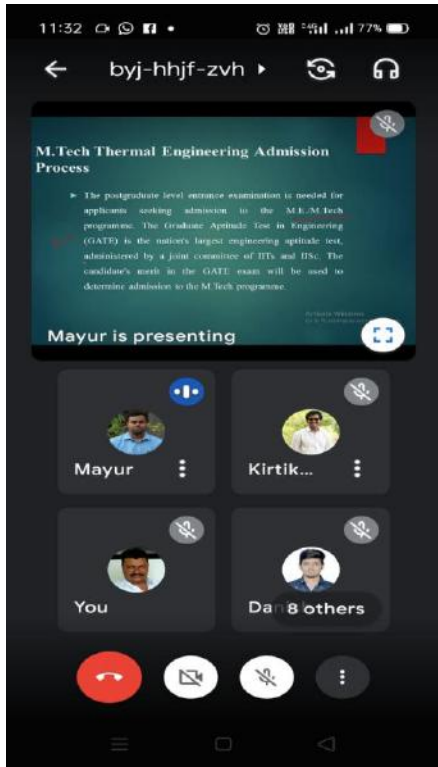 11:32
77%
byj-hhjf-zvh
M.Tech Thermal Engineering Admission
Process
The postgraduate level entrance examination is needed for
applicants seeking admission to the M.E./M.Tech
programme. The Graduate Aptitude Test in Engineering
(GATE) is the nation's largest engineering aptitude test,
administered by a joint committee of IITs and IISc. The
candidate's merit in the GATE exam will be used to
determine admission to the M.Tech programme.
Mayur is presenting
Mayur
Kirtik...
You
8 others